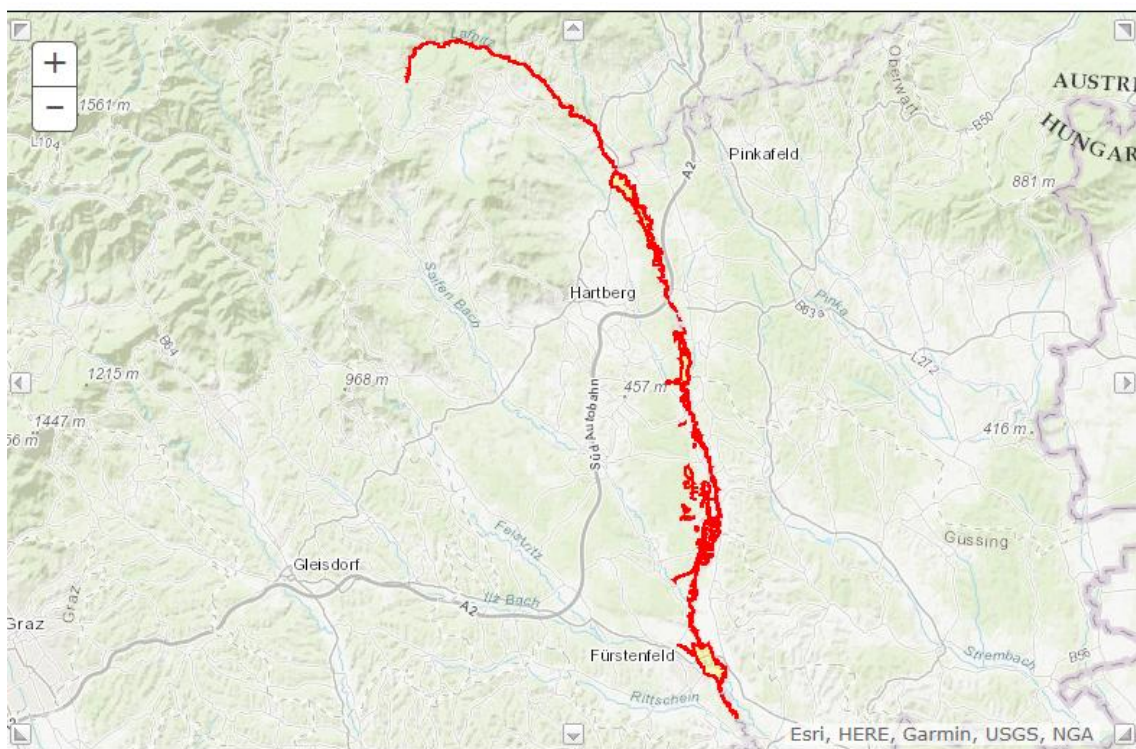 Lafnitz
+
−
Oberwart
AUSTRI
1561 m
B50
HUNGAR
L104
Pinkafeld
A2
881 m
Saifen Bach
Hartberg
B63a
Pinka
B64
L272
1215 m
968 m
457 m
Süd Autobahn
1447 m
56 m
416 m
Feistritz
Güssing
Gleisdorf
Ilz Bach
A2
Graz
Graz
Fürstenfeld
Strembach
B56
Rittschein
Esri, HERE, Garmin, USGS, NGA